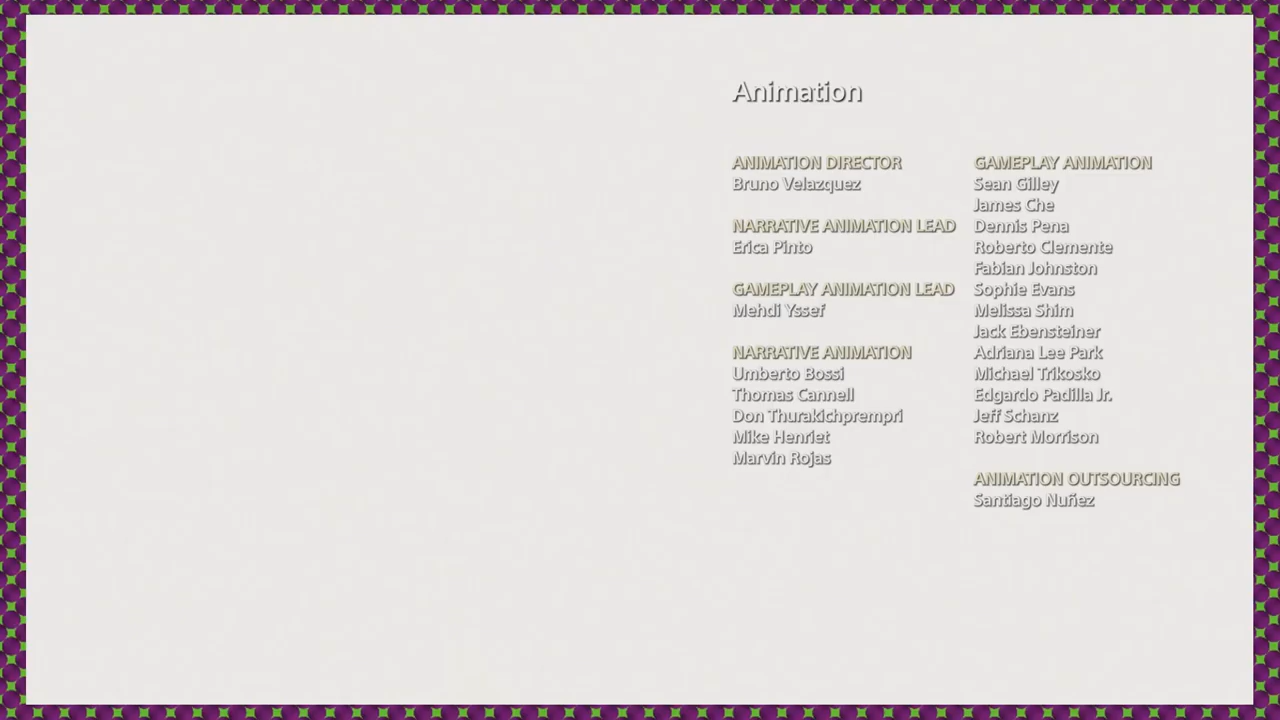 Animation
ANIMATION DIRECTOR
Bruno Velazquez
NARRATIVE ANIMATION LEAD
Erica Pinto
GAMEPLAY ANIMATION LEAD
Mehdi Yssef
NARRATIVE ANIMATION
Umberto Bossi
Thomas Cannell
Don Thurakichprempri
Mike Henriet
Marvin Rojas
GAMEPLAY ANIMATION
Sean Gilley
James Che
Dennis Pena
Roberto Clemente
Fabian Johnston
Sophie Evans
Melissa Shim
Jack Ebensteiner
Adriana Lee Park
Michael Trikosko
Edgardo Padilla Jr.
Jeff Schanz
Robert Morrison
ANIMATION OUTSOURCING
Santiago Nuñez